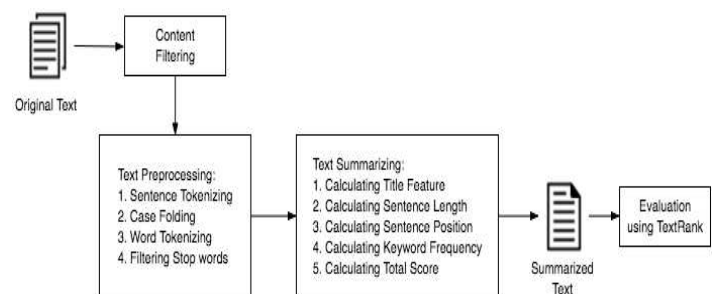 Original Text
Content
Filtering
Text Preprocessing:
1. Sentence Tokenizing
2. Case Folding
3. Word Tokenizing
4. Filtering Stop words
Text Summarizing:
1. Calculating Title Feature
2. Calculating Sentence Length
3. Calculating Sentence Position
4. Calculating Keyword Frequency
5. Calculating Total Score
Summarized
Text
Evaluation
using TextRank